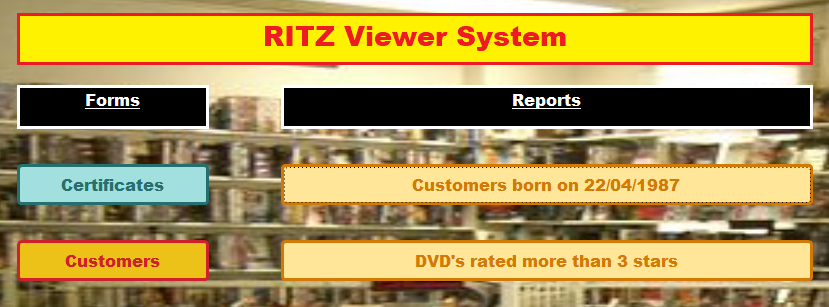 RITZ Viewer System
Forms
Reports
Certificates
Customers born on 22/04/1987
Customers
DVD's rated more than 3 stars